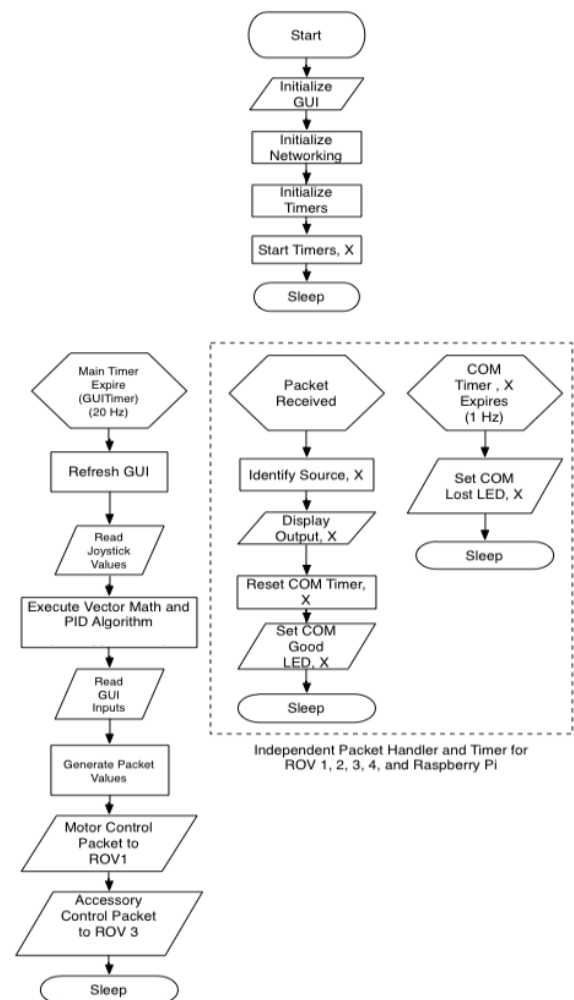 Start
Initialize
GUI
Initialize
Networking
Initialize
Timers
Start Timers, X
Sleep
Main Timer
Expire
(GUITimer)
(20 Hz)
Refresh GUI
Read
Joystick
Values
Execute Vector Math and
PID Algorithm
Read
GUI
Inputs
Generate Packet
Values
Motor Control
Packet to
ROV1
Accessory
Control Packet
to ROV 3
Sleep
Packet
Received
Identify Source, X
Display
Output, X
Reset COM Timer,
X
Set COM
Good
LED, X
Sleep
COM
Timer , X
Expires
(1 Hz)
Set COM
Lost LED, X
Sleep
Independent Packet Handler and Timer for
ROV 1, 2, 3, 4, and Raspberry Pi